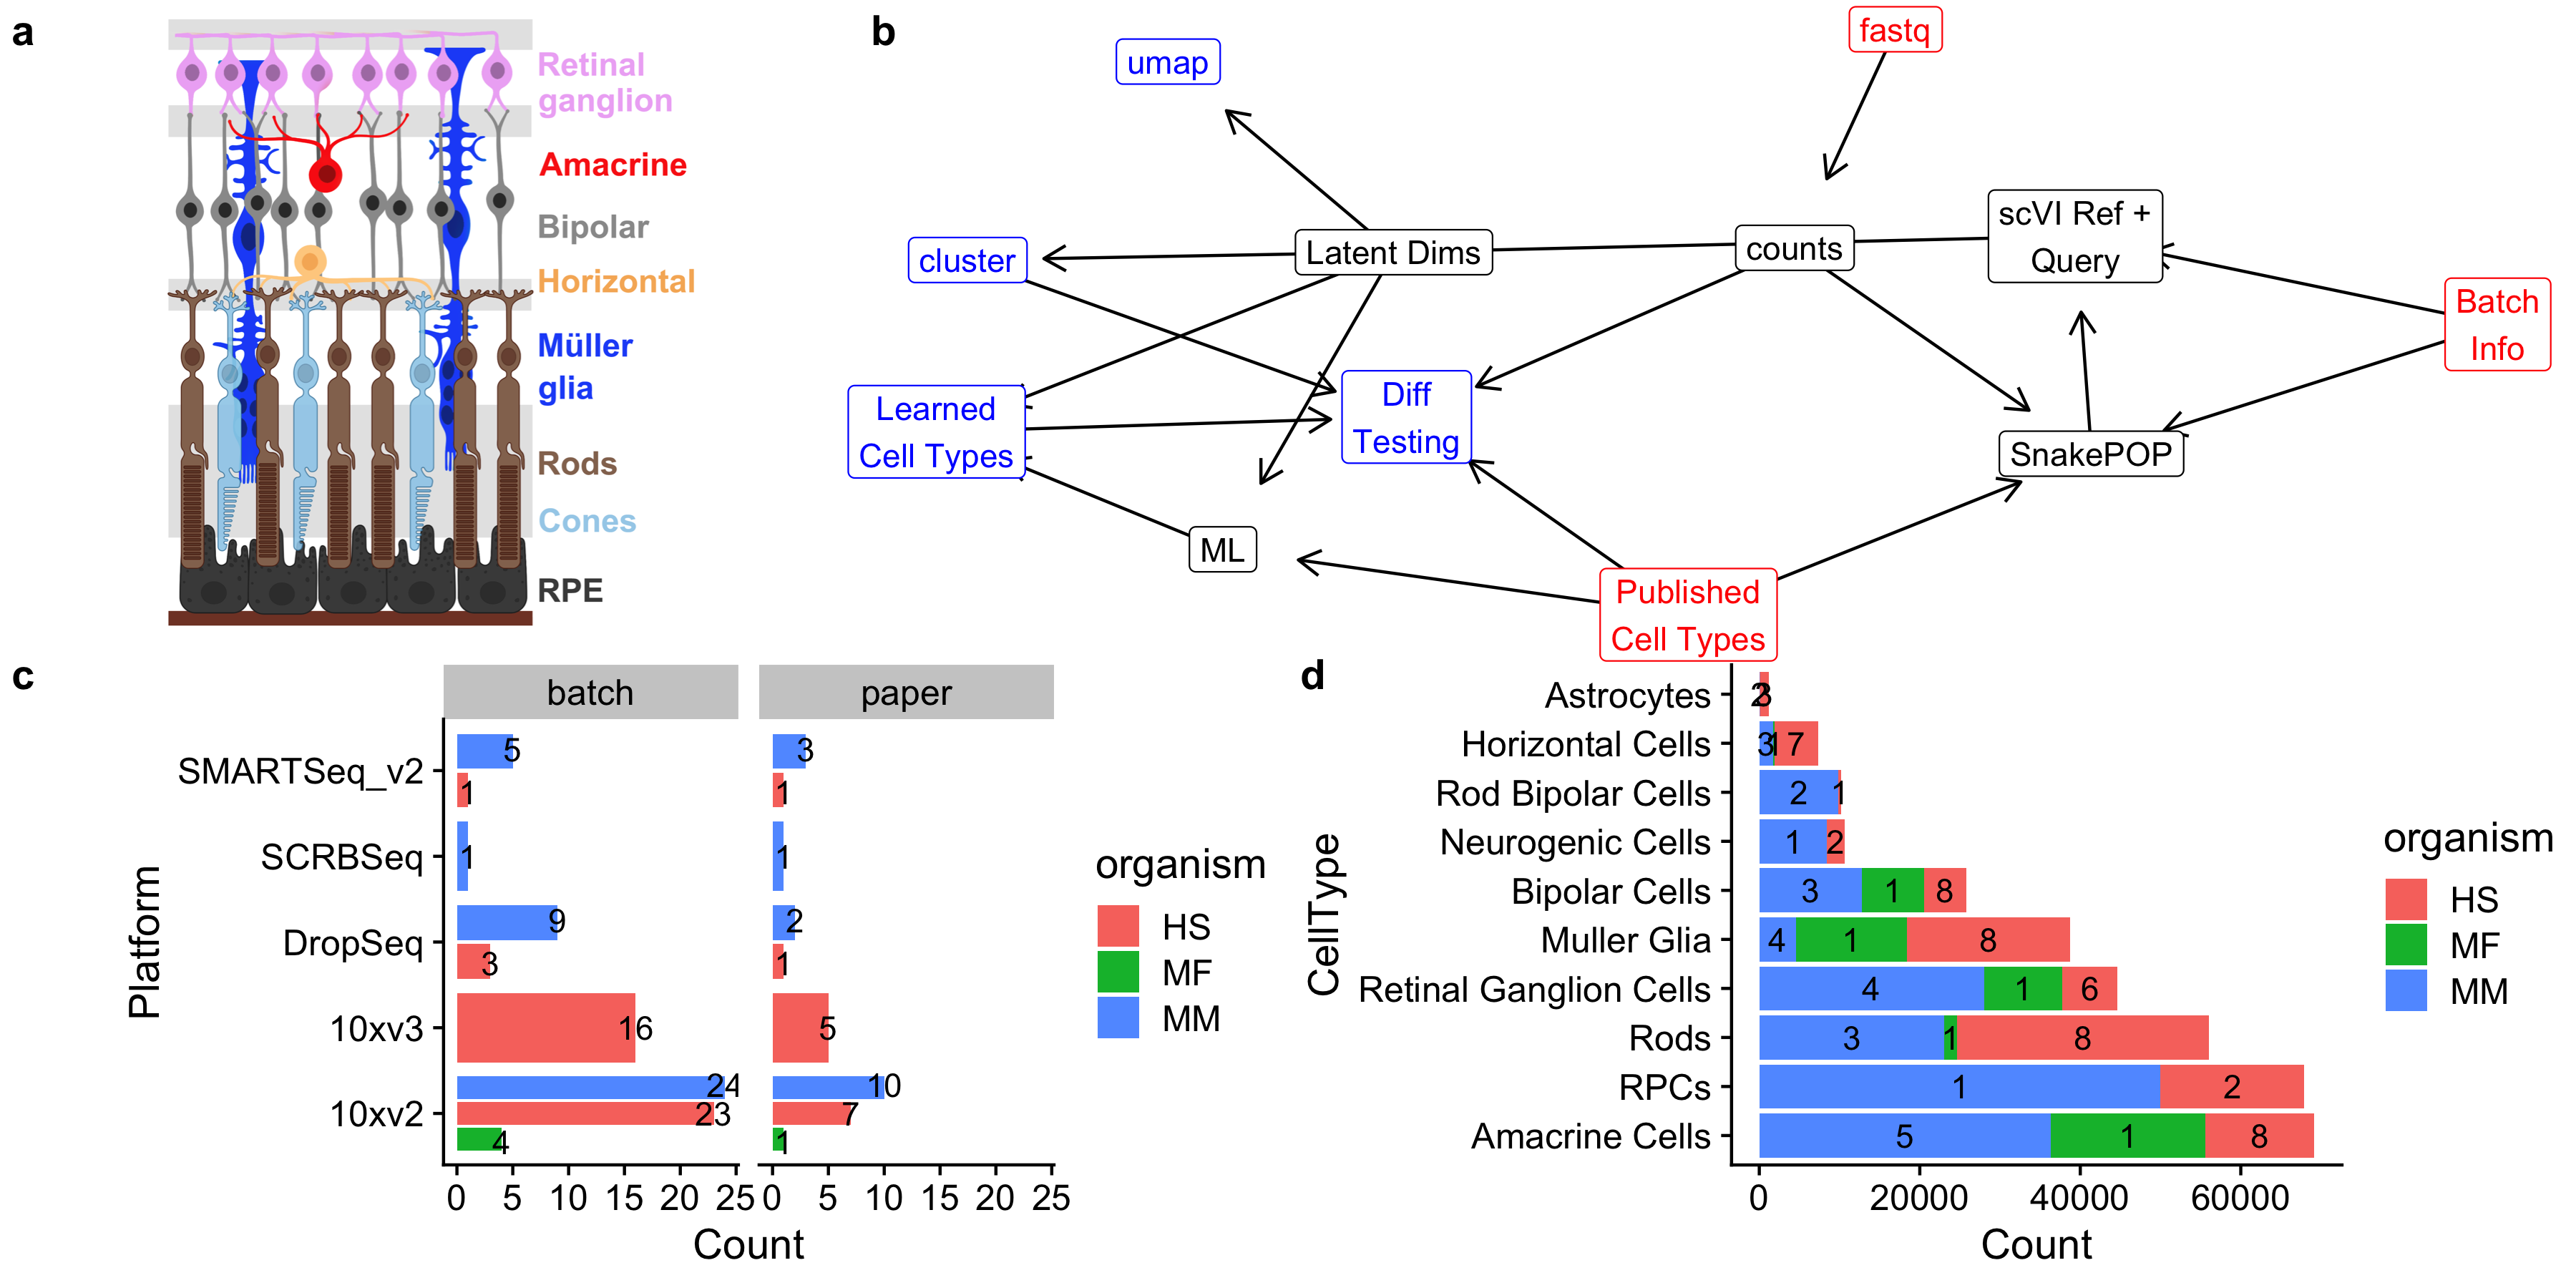 a
Retinal
ganglion
Amacrine
Bipolar
Horizontal
Müller
glia
Rods
Cones
RPE
b
fastq
umap
scVI Ref +
Query
counts
Latent Dims
cluster
Batch
Info
Diff
Testing
Learned
Cell Types
SnakePOP
ML
Published
Cell Types
c
batch
paper
Platform
SMARTSeq_v2
5
1
3
1
SCRBSeq
1
1
DropSeq
9
3
2
1
10xv3
16
5
10xv2
24
23
4
10
7
1
0 5 10 15 20 25
0 5 10 15 20 25
Count
organism
HS
MF
MM
d
CellType
Astrocytes
2 3
Horizontal Cells
3 1 7
Rod Bipolar Cells
2 1
Neurogenic Cells
1 2
Bipolar Cells
3 1 8
Muller Glia
4 1 8
Retinal Ganglion Cells
4 1 6
Rods
3 1 8
RPCs
1 2
Amacrine Cells
5 1 8
0 20000 40000 60000
Count
organism
HS
MF
MM